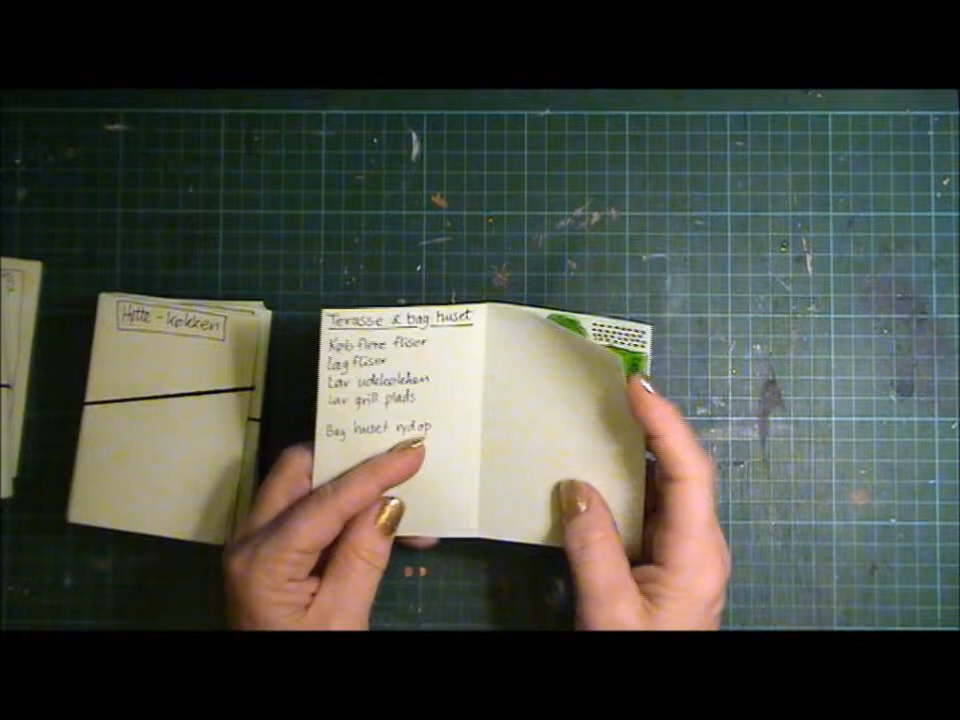 Hytte - køkken
Terasse & bag huset
Køb flere fliser
Læg fliser
Lav udekøkken
Lav grill plads
Bag huset ryd op